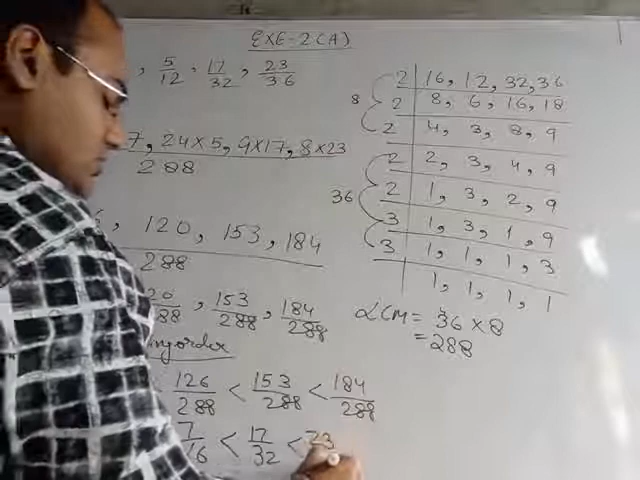 EXE-2(A)
, 5/12, 17/32, 23/36
7, 24×5, 9×17, 8×23
288
, 120, 153, 184
288
, 153/288, 184/288
126/288 < 153/288 < 184/288
7/16 < 17/32 < 23
2 | 16, 12, 32, 36
8 2 | 8, 6, 16, 18
2 | 4, 3, 8, 9
2 | 2, 3, 4, 9
36 2 | 1, 3, 2, 9
3 | 1, 3, 1, 9
3 | 1, 1, 1, 3
1, 1, 1, 1
LCM = 36 × 8
= 288